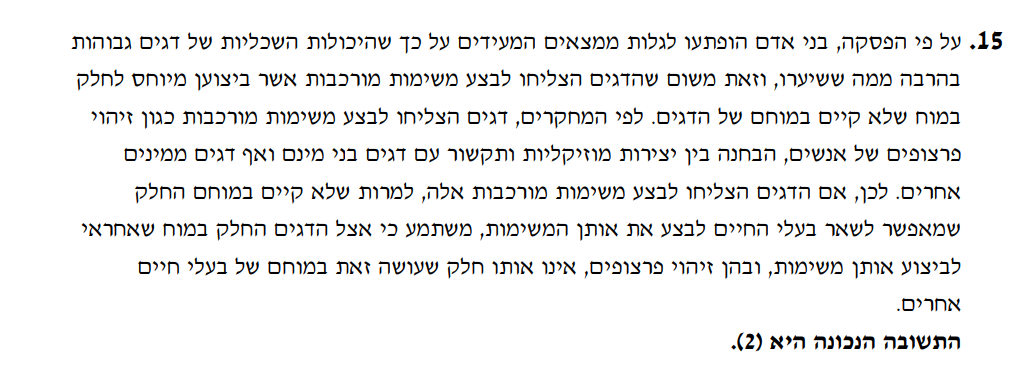 15. על פי הפסקה, בני אדם הופתעו לגלות ממצאים המעידים על כך שהיכולות השכליות של דגים גבוהות
בהרבה ממה ששיערו, וזאת משום שהדגים הצליחו לבצע משימות מורכבות אשר ביצוען מיוחס לחלק
במוח שלא קיים במוחם של הדגים. לפי המחקרים, דגים הצליחו לבצע משימות מורכבות כגון זיהוי
פרצופים של אנשים, הבחנה בין יצירות מוזיקליות ותקשור עם דגים בני מינם ואף דגים ממינים
אחרים. לכן, אם הדגים הצליחו לבצע משימות מורכבות אלה, למרות שלא קיים במוחם החלק
שמאפשר לשאר בעלי החיים לבצע את אותן המשימות, משתמע כי אצל הדגים החלק במוח שאחראי
לביצוע אותן משימות, ובהן זיהוי פרצופים, אינו אותו חלק שעושה זאת במוחם של בעלי חיים
אחרים.
התשובה הנכונה היא (2).